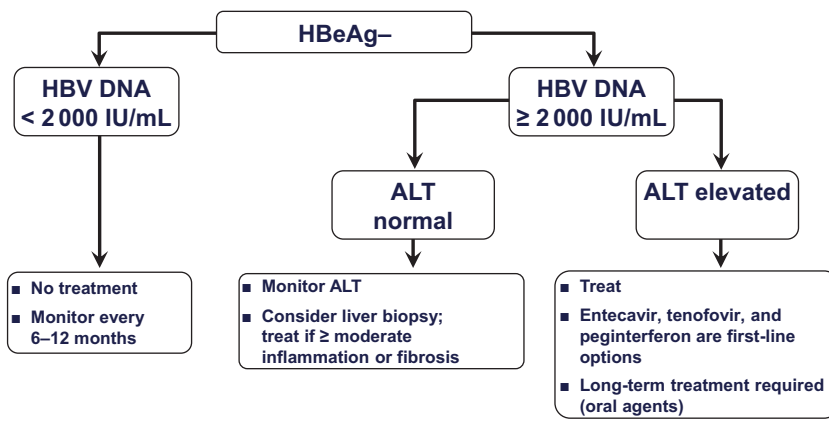 HBeAg–
HBV DNA
< 2 000 IU/mL
HBV DNA
≥ 2 000 IU/mL
ALT
normal
ALT elevated
■ No treatment
■ Monitor every
6–12 months
■ Monitor ALT
■ Consider liver biopsy;
treat if ≥ moderate
inflammation or fibrosis
■ Treat
■ Entecavir, tenofovir, and
peginterferon are first-line
options
■ Long-term treatment required
(oral agents)